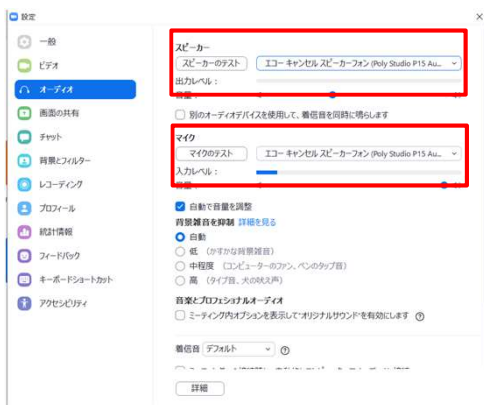 設定
一般
ビデオ
オーディオ
画面の共有
チャット
背景とフィルター
レコーディング
プロフィール
統計情報
フィードバック
キーボードショートカット
アクセシビリティ
スピーカー
スピーカーのテスト エコー キャンセル スピーカーフォン (Poly Studio P15 Au...
出力レベル：
音量：
別のオーディオデバイスを使用して、着信音を同時に鳴らします
マイク
マイクのテスト エコー キャンセル スピーカーフォン (Poly Studio P15 Au...
入力レベル：
音量：
自動で音量を調整
背景雑音を抑制 詳細を見る
自動
低 (かすかな背景雑音)
中程度 (コンピューターのファン、ペンのタップ音)
高 (タイプ音、犬の吠え声)
音楽とプロフェショナルオーディオ
ミーティング内オプションを表示して"オリジナルサウンド"を有効にします
着信音 デフォルト
詳細